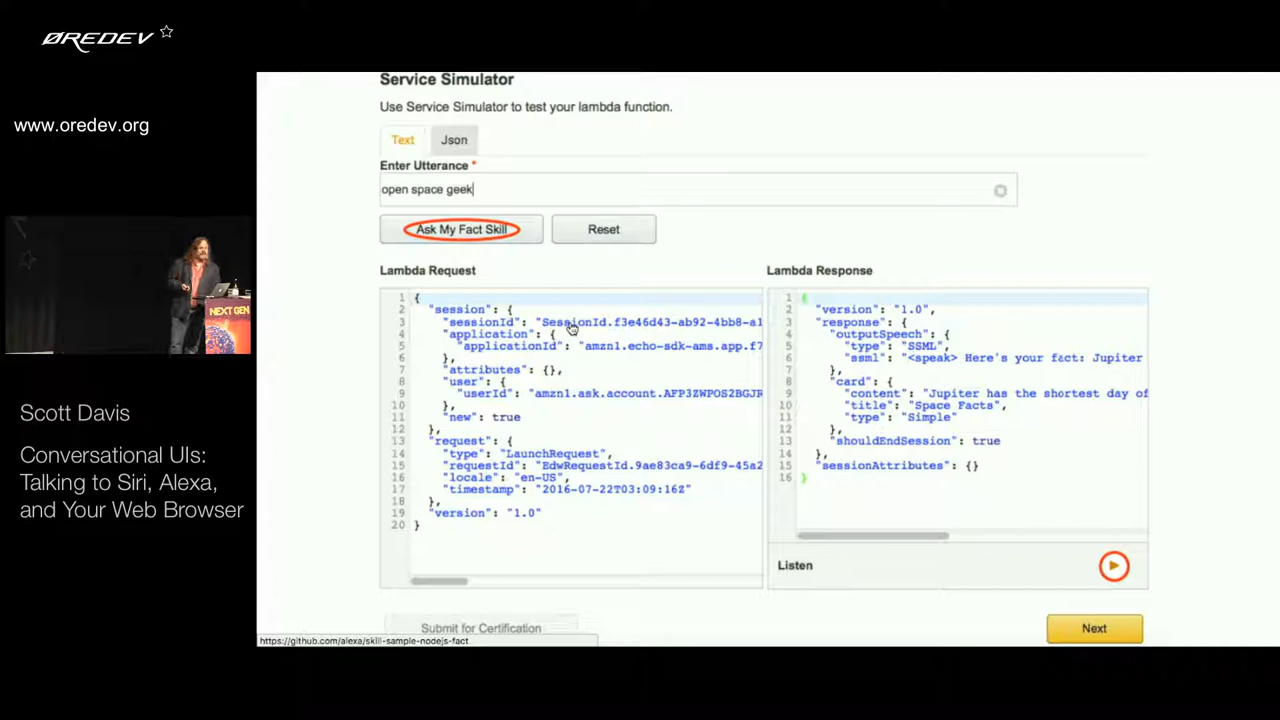 ØREDEV
www.oredev.org
NEXT GEN
Scott Davis
Conversational UIs:
Talking to Siri, Alexa,
and Your Web Browser
Service Simulator
Use Service Simulator to test your lambda function.
Text
Json
Enter Utterance *
open space geek
Ask My Fact Skill
Reset
Lambda Request
1 {
2 "session": {
3 "sessionId": "SessionId.f3e46d43-ab92-4bb8-a1
4 "application": {
5 "applicationId": "amzn1.echo-sdk-ams.app.f7
6 },
7 "attributes": {},
8 "user": {
9 "userId": "amzn1.ask.account.AFP3ZWPOS2BGJR
10 },
11 "new": true
12 },
13 "request": {
14 "type": "LaunchRequest",
15 "requestId": "EdwRequestId.9ae83ca9-6df9-45a2
16 "locale": "en-US",
17 "timestamp": "2016-07-22T03:09:16Z"
18 },
19 "version": "1.0"
20 }
Lambda Response
1 {
2 "version": "1.0",
3 "response": {
4 "outputSpeech": {
5 "type": "SSML",
6 "ssml": "<speak> Here's your fact: Jupiter
7 },
8 "card": {
9 "content": "Jupiter has the shortest day of
10 "title": "Space Facts",
11 "type": "Simple"
12 },
13 "shouldEndSession": true
14 },
15 "sessionAttributes": {}
16 }
Listen
Submit for Certification
Next
https://github.com/alexa/skill-sample-nodejs-fact